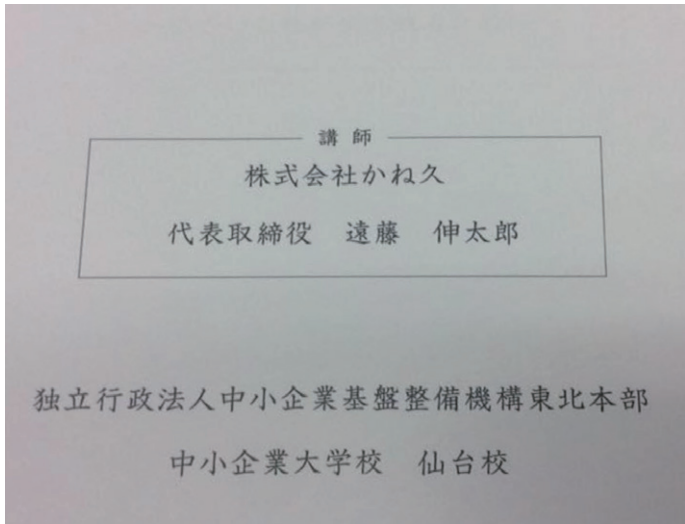 講師
株式会社かね久
代表取締役　遠藤　伸太郎
独立行政法人中小企業基盤整備機構東北本部
中小企業大学校　仙台校